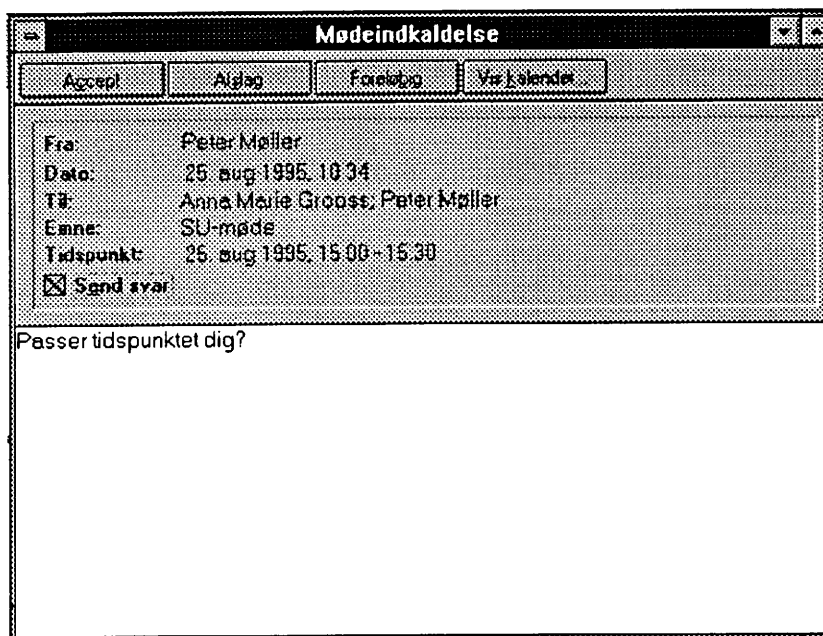 Mødeindkaldelse
Accept Afslag Foreløbig Vis kalender...
Fra: Peter Møller
Dato: 25. aug 1995, 10:34
Til: Anna Marie Grooss; Peter Møller
Emne: SU-møde
Tidspunkt: 25. aug 1995, 15:00 - 15:30
Send svar
Passer tidspunktet dig?